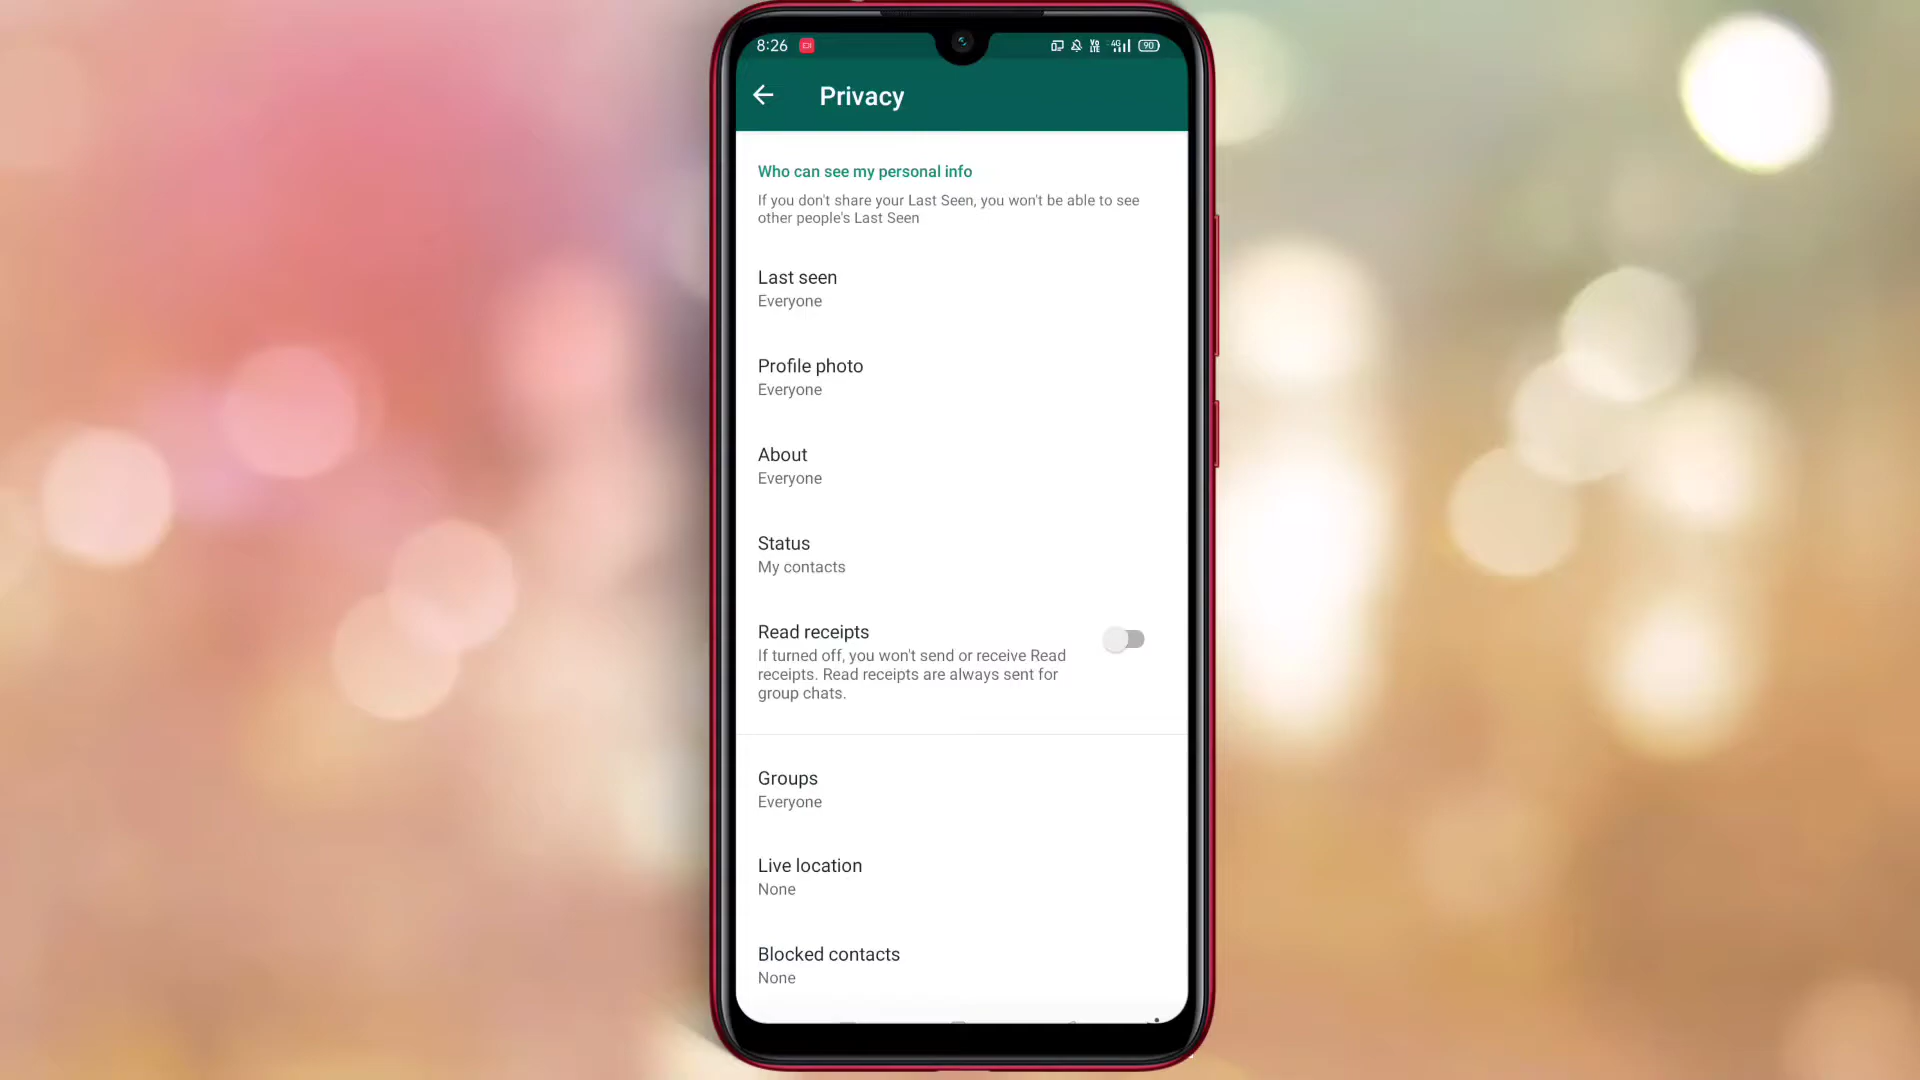 8:26
4G
90
Privacy
Who can see my personal info
If you don't share your Last Seen, you won't be able to see
other people's Last Seen
Last seen
Everyone
Profile photo
Everyone
About
Everyone
Status
My contacts
Read receipts
If turned off, you won't send or receive Read
receipts. Read receipts are always sent for
group chats.
Groups
Everyone
Live location
None
Blocked contacts
None